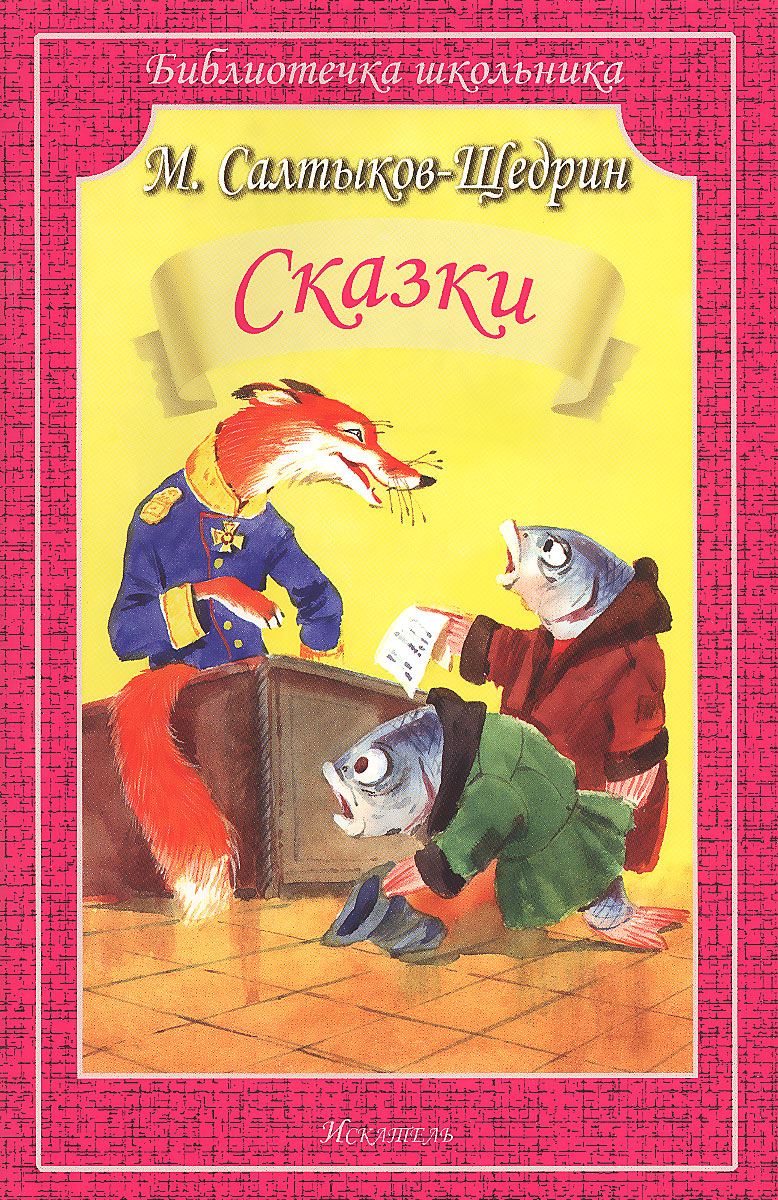 Библиотечка школьника
М. Салтыков-Щедрин
Сказки
Искатель